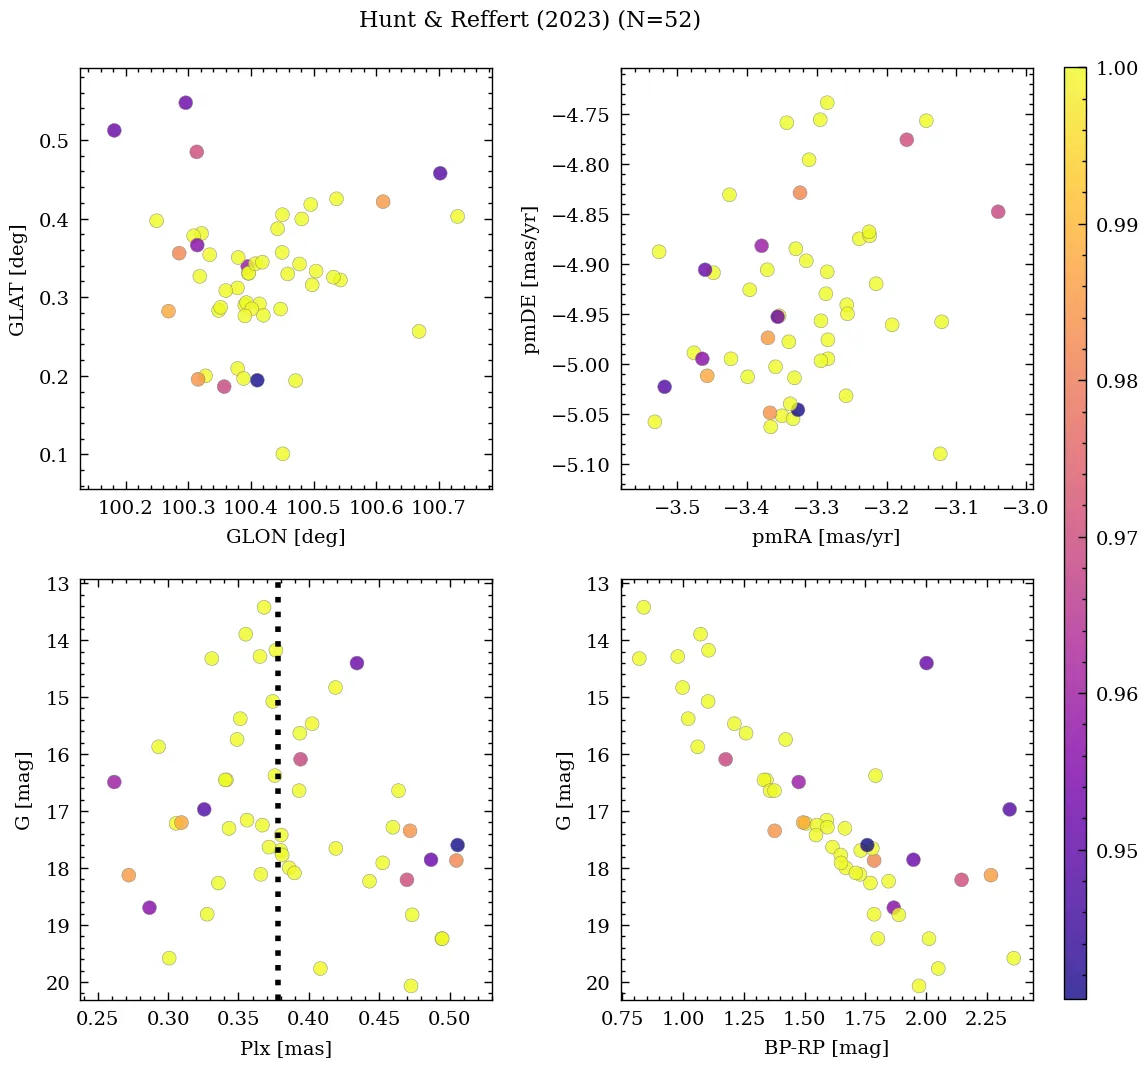 Hunt & Reffert (2023) (N=52)
0.5
0.4
0.3
0.2
0.1
GLAT [deg]
100.2 100.3 100.4 100.5 100.6 100.7
GLON [deg]
−4.75
−4.80
−4.85
−4.90
−4.95
−5.00
−5.05
−5.10
pmDE [mas/yr]
−3.5 −3.4 −3.3 −3.2 −3.1 −3.0
pmRA [mas/yr]
13
14
15
16
17
18
19
20
G [mag]
0.25 0.30 0.35 0.40 0.45 0.50
Plx [mas]
13
14
15
16
17
18
19
20
G [mag]
0.75 1.00 1.25 1.50 1.75 2.00 2.25
BP-RP [mag]
1.00
0.99
0.98
0.97
0.96
0.95